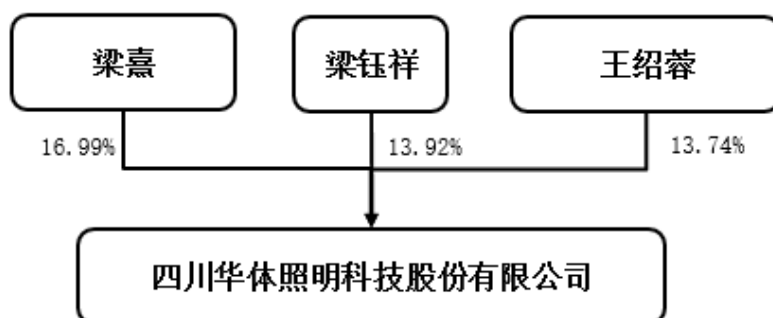 梁熹
梁钰祥
王绍蓉
16.99%
13.92%
13.74%
四川华体照明科技股份有限公司